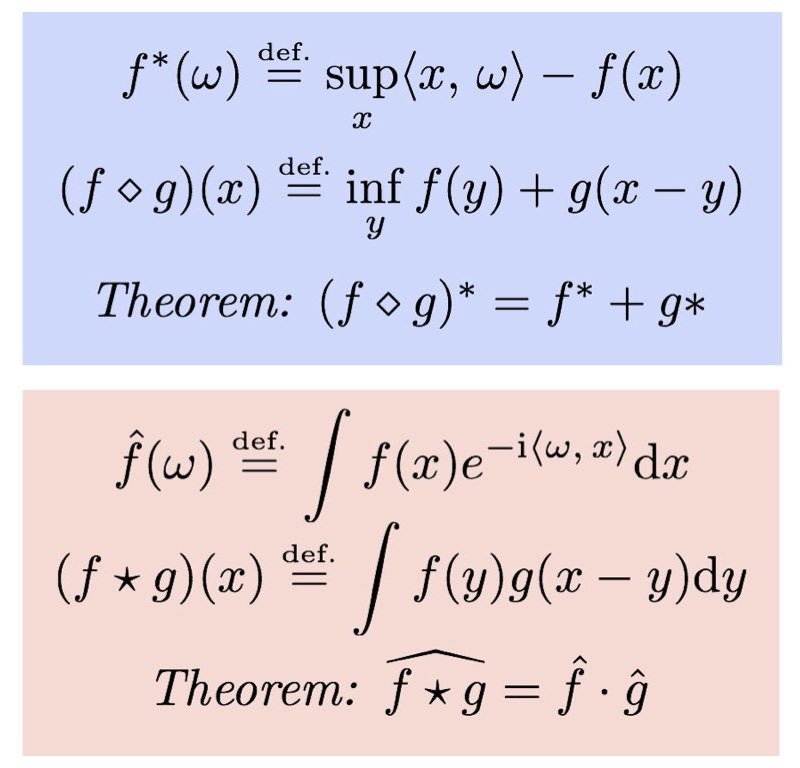 f*(ω) def.= sup_x ⟨x, ω⟩ − f(x)
(f ⋄ g)(x) def.= inf_y f(y) + g(x − y)
Theorem: (f ⋄ g)* = f* + g*
f̂(ω) def.= ∫ f(x)e^{−i⟨ω, x⟩}dx
(f ⋆ g)(x) def.= ∫ f(y)g(x − y)dy
Theorem: \widehat{f ⋆ g} = f̂ · ĝ